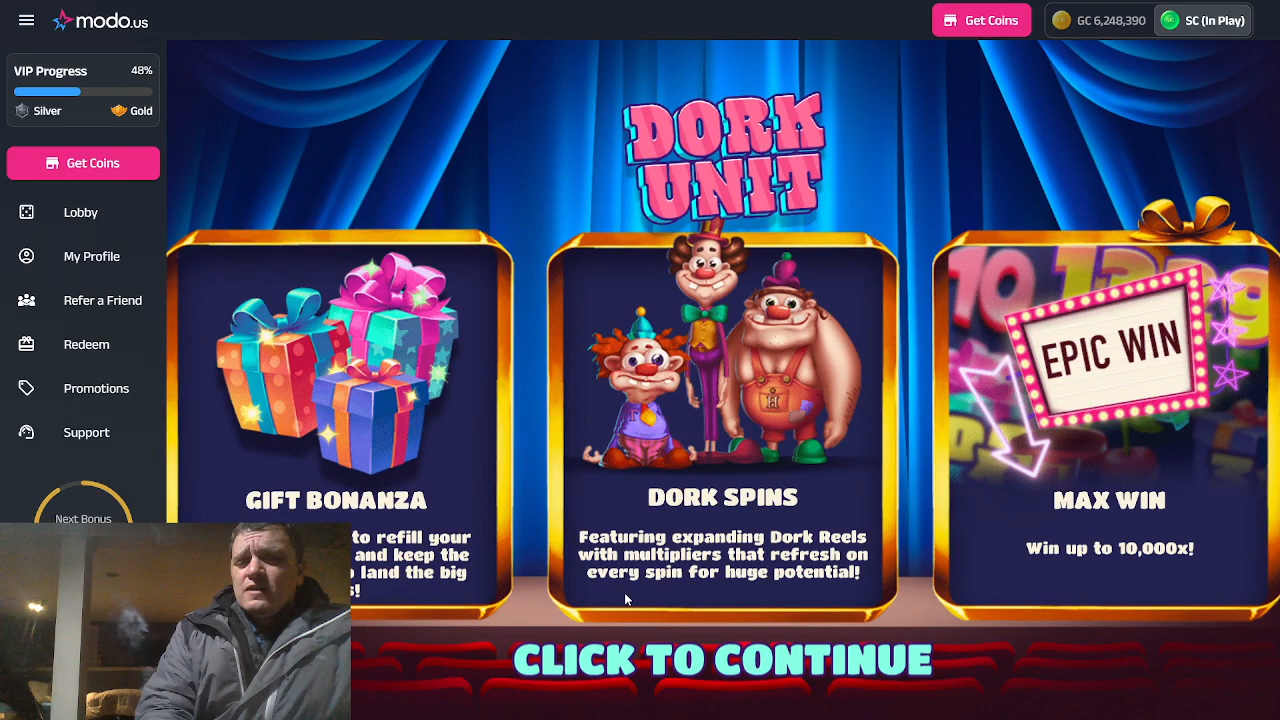 modo.us
Get Coins
GC 6,248,390
SC (In Play)
VIP Progress 48%
Silver Gold
Get Coins
Lobby
My Profile
Refer a Friend
Redeem
Promotions
Support
Next Bonus
DORK
UNIT
GIFT BONANZA
to refill your
and keep the
land the big
s!
DORK SPINS
Featuring expanding Dork Reels
with multipliers that refresh on
every spin for huge potential!
H
10
EPIC WIN
MAX WIN
Win up to 10,000x!
CLICK TO CONTINUE